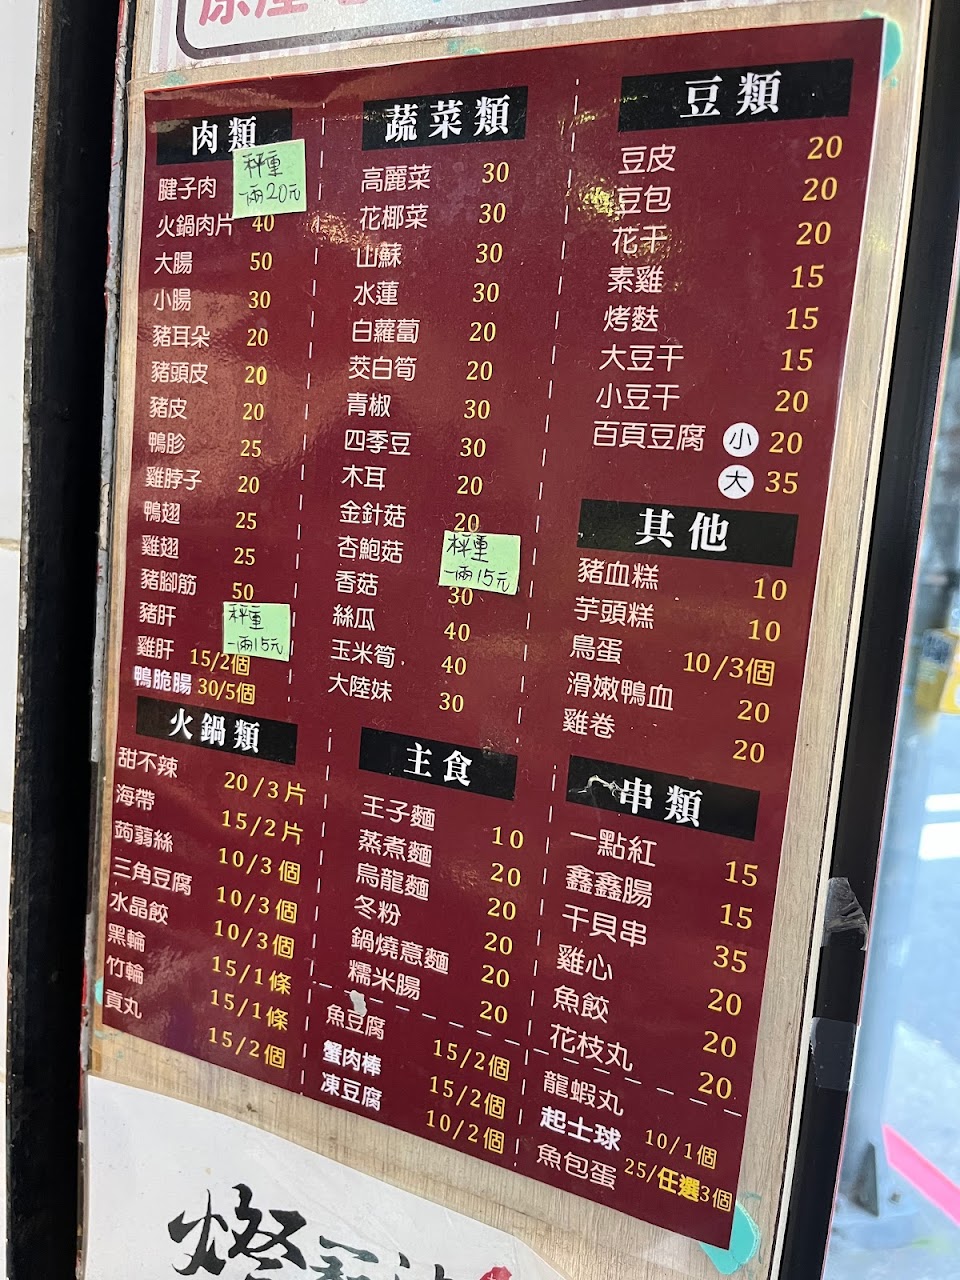 肉類
腱子肉 秤重 一兩20元
火鍋肉片 40
大腸 50
小腸 30
豬耳朵 20
豬頭皮 20
豬皮 20
鴨胗 25
雞脖子 20
鴨翅 25
雞翅 25
豬腳筋 50
豬肝 秤重 一兩15元
雞肝 15/2個
鴨脆腸 30/5個
蔬菜類
高麗菜 30
花椰菜 30
山蘇 30
水蓮 30
白蘿蔔 20
茭白筍 20
青椒 30
四季豆 30
木耳 20
金針菇 20
杏鮑菇 秤重 一兩15元
香菇 30
絲瓜 40
玉米筍 40
大陸妹 30
豆類
豆皮 20
豆包 20
花干 20
素雞 15
烤麩 15
大豆干 15
小豆干 20
百頁豆腐 小 20
大 35
其他
豬血糕 10
芋頭糕 10
鳥蛋 10/3個
滑嫩鴨血 20
雞卷 20
火鍋類
甜不辣 20/3片
海帶 15/2片
蒟蒻絲 10/3個
三角豆腐 10/3個
水晶餃 10/3個
黑輪 15/1條
竹輪 15/1條
貢丸 15/2個
主食
王子麵 10
蒸煮麵 20
烏龍麵 20
冬粉 20
鍋燒意麵 20
糯米腸 20
魚豆腐 15/2個
蟹肉棒 15/2個
凍豆腐 10/2個
串類
一點紅 15
鑫鑫腸 15
干貝串 35
雞心 20
魚餃 20
花枝丸 20
龍蝦丸 10/1個
起士球 25/任選3個
魚包蛋